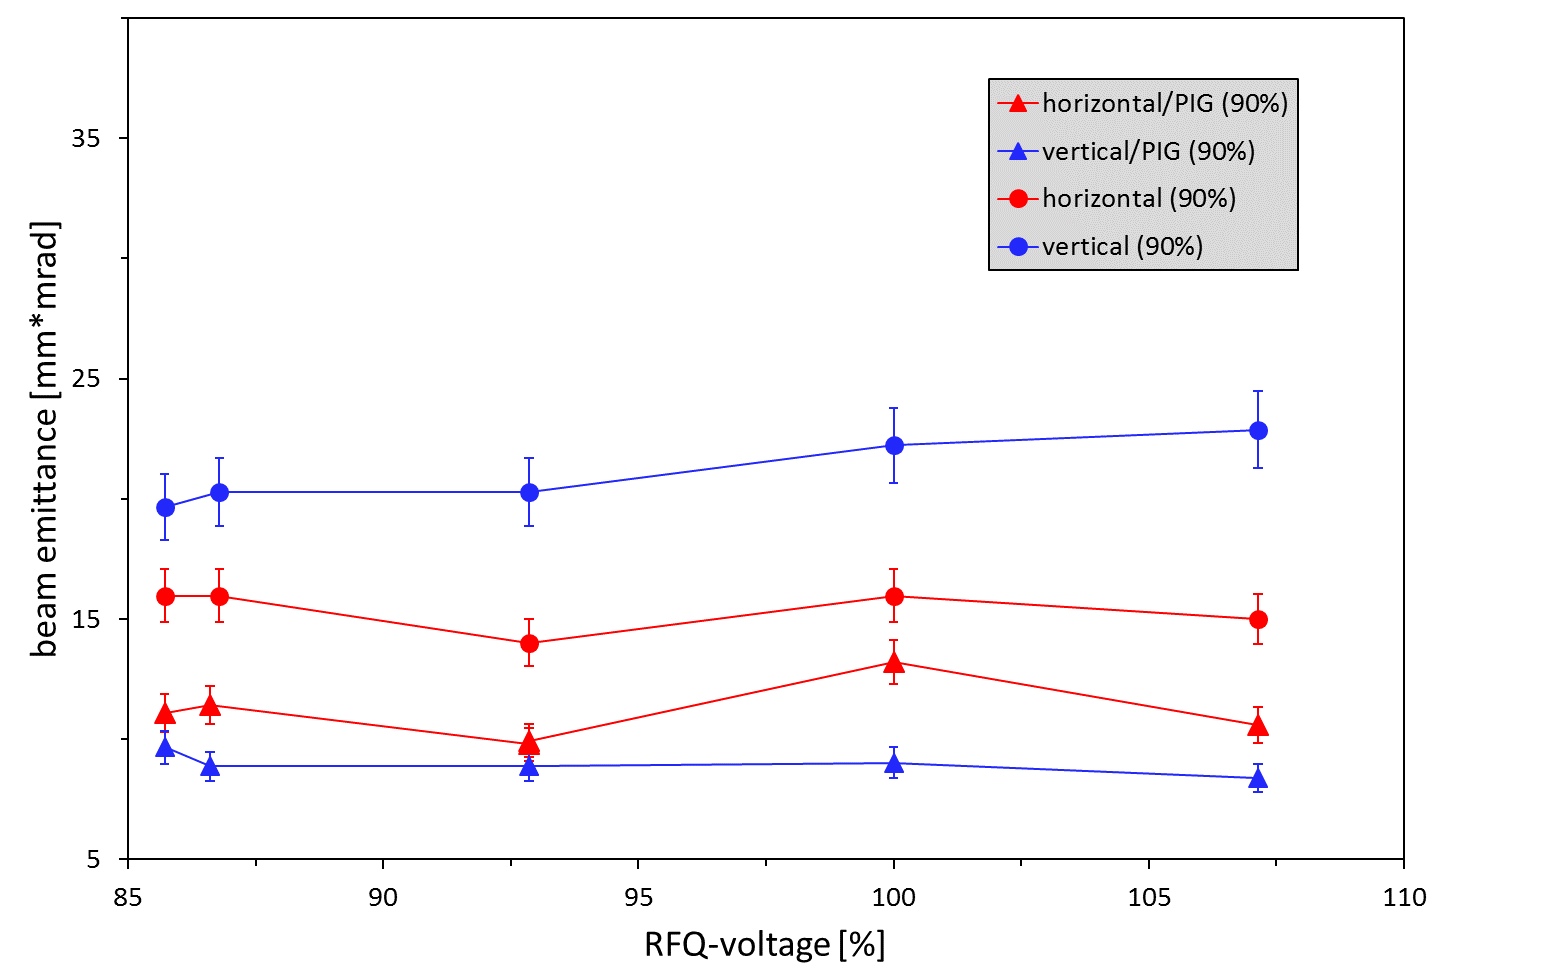 horizontal/PIG (90%)
vertical/PIG (90%)
horizontal (90%)
vertical (90%)
beam emittance [mm*mrad]
35
25
15
5
85 90 95 100 105 110
RFQ-voltage [%]